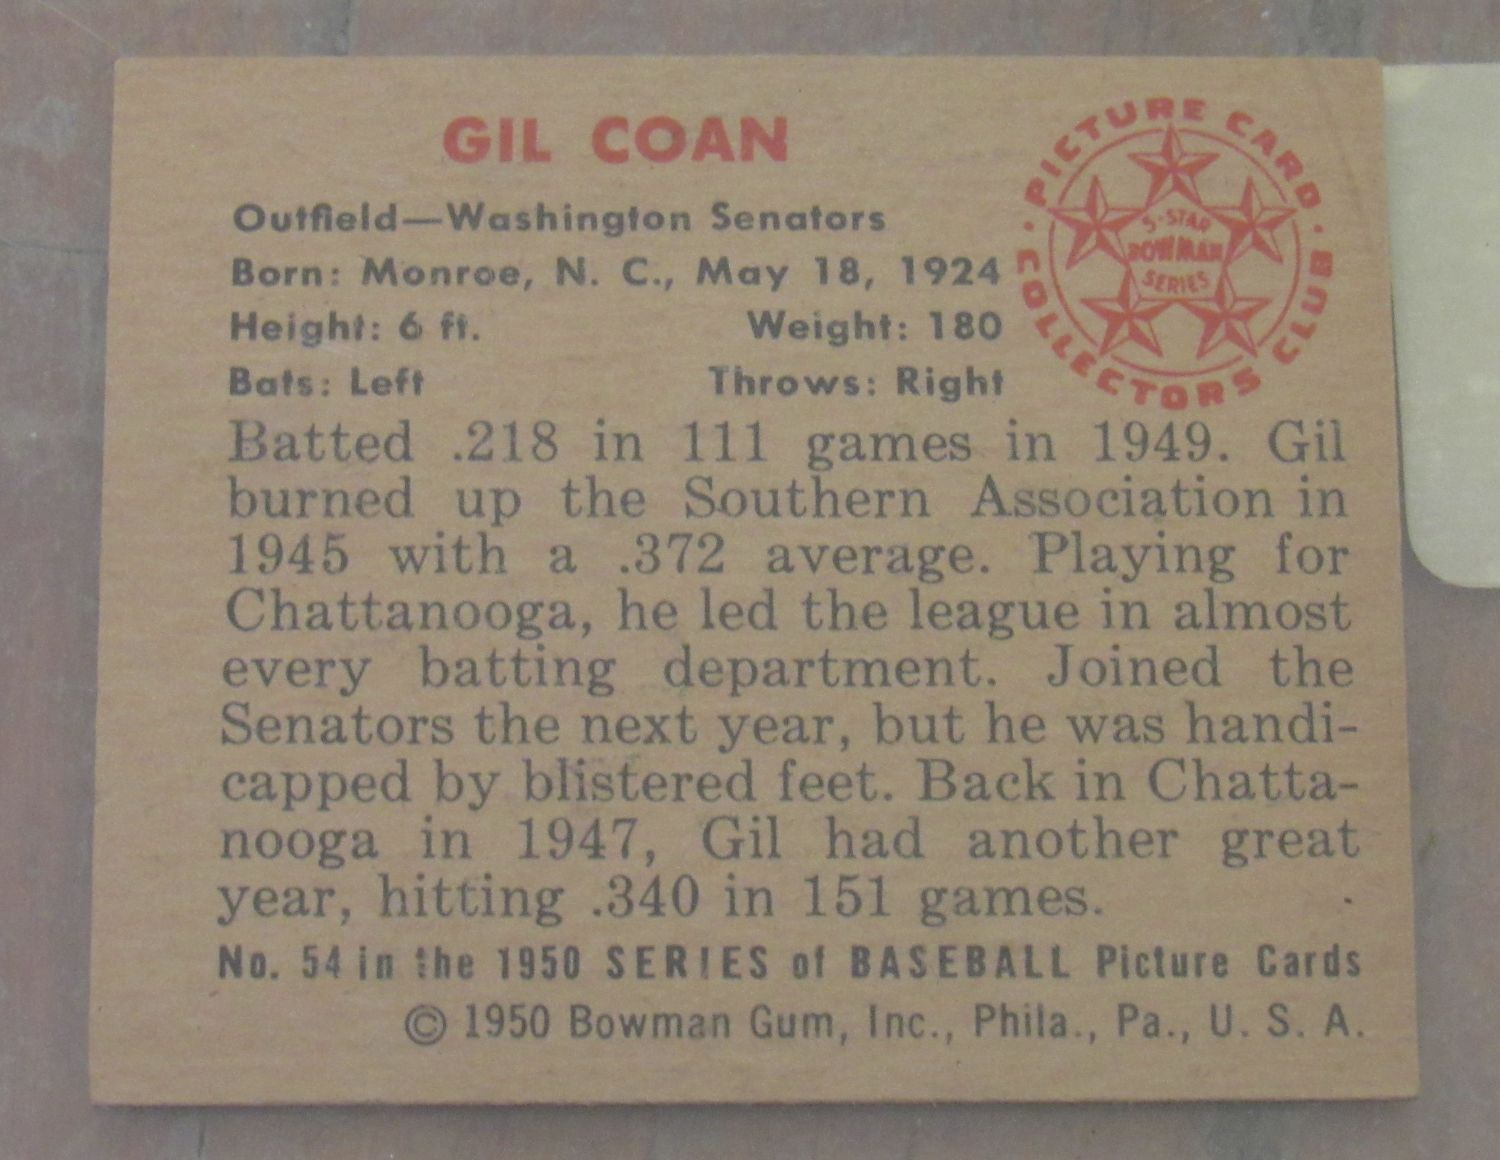 GIL COAN
Outfield—Washington Senators
Born: Monroe, N. C., May 18, 1924
Height: 6 ft. Weight: 180
Bats: Left Throws: Right
PICTURE CARD
COLLECTORS CLUB
5-STAR
BOWMAN
SERIES
Batted .218 in 111 games in 1949. Gil
burned up the Southern Association in
1945 with a .372 average. Playing for
Chattanooga, he led the league in almost
every batting department. Joined the
Senators the next year, but he was handi-
capped by blistered feet. Back in Chatta-
nooga in 1947, Gil had another great
year, hitting .340 in 151 games.
No. 54 in the 1950 SERIES of BASEBALL Picture Cards
© 1950 Bowman Gum, Inc., Phila., Pa., U. S. A.